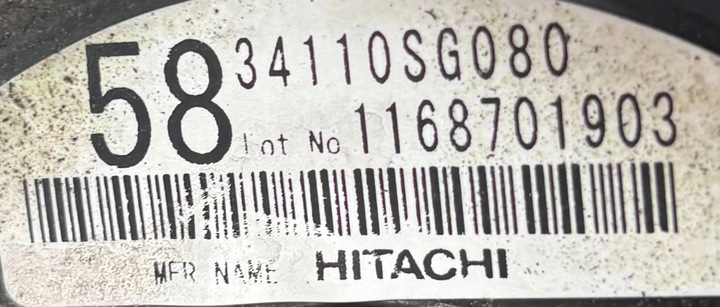 58 34110SG080
Lot No 1168701903
MFR NAME HITACHI